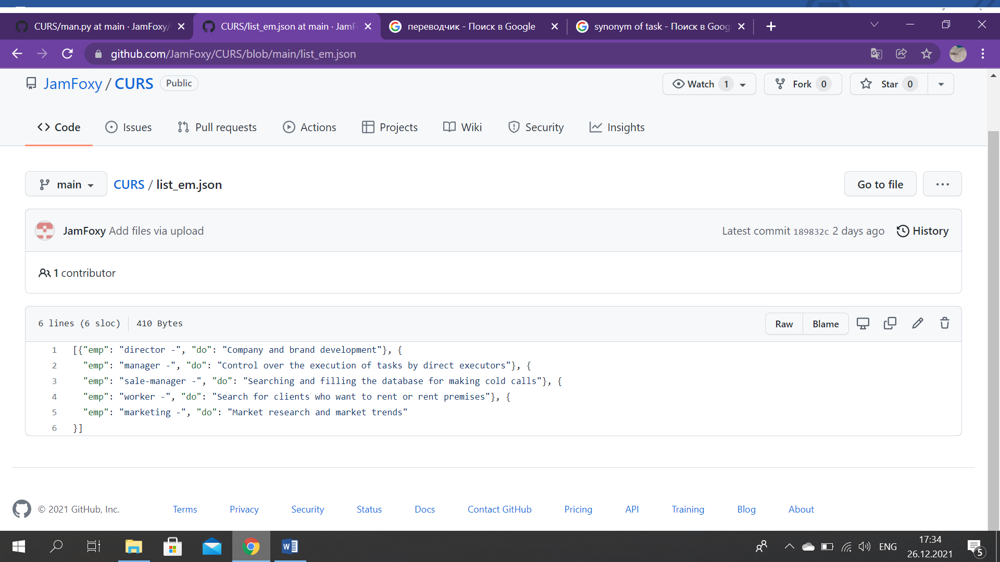 CURS/man.py at main · JamFoxy/
CURS/list_em.json at main · JamF
переводчик - Поиск в Google
synonym of task - Поиск в Goog
github.com/JamFoxy/CURS/blob/main/list_em.json
JamFoxy / CURS Public
Watch 1
Fork 0
Star 0
Code
Issues
Pull requests
Actions
Projects
Wiki
Security
Insights
main
CURS / list_em.json
Go to file
JamFoxy Add files via upload
Latest commit 189832c 2 days ago
History
1 contributor
6 lines (6 sloc)
410 Bytes
Raw
Blame
1 [{"emp": "director -", "do": "Company and brand development"}, {
2 "emp": "manager -", "do": "Control over the execution of tasks by direct executors"}, {
3 "emp": "sale-manager -", "do": "Searching and filling the database for making cold calls"}, {
4 "emp": "worker -", "do": "Search for clients who want to rent or rent premises"}, {
5 "emp": "marketing -", "do": "Market research and market trends"
6 }]
© 2021 GitHub, Inc.
Terms
Privacy
Security
Status
Docs
Contact GitHub
Pricing
API
Training
Blog
About
W
ENG
17:34
26.12.2021
5